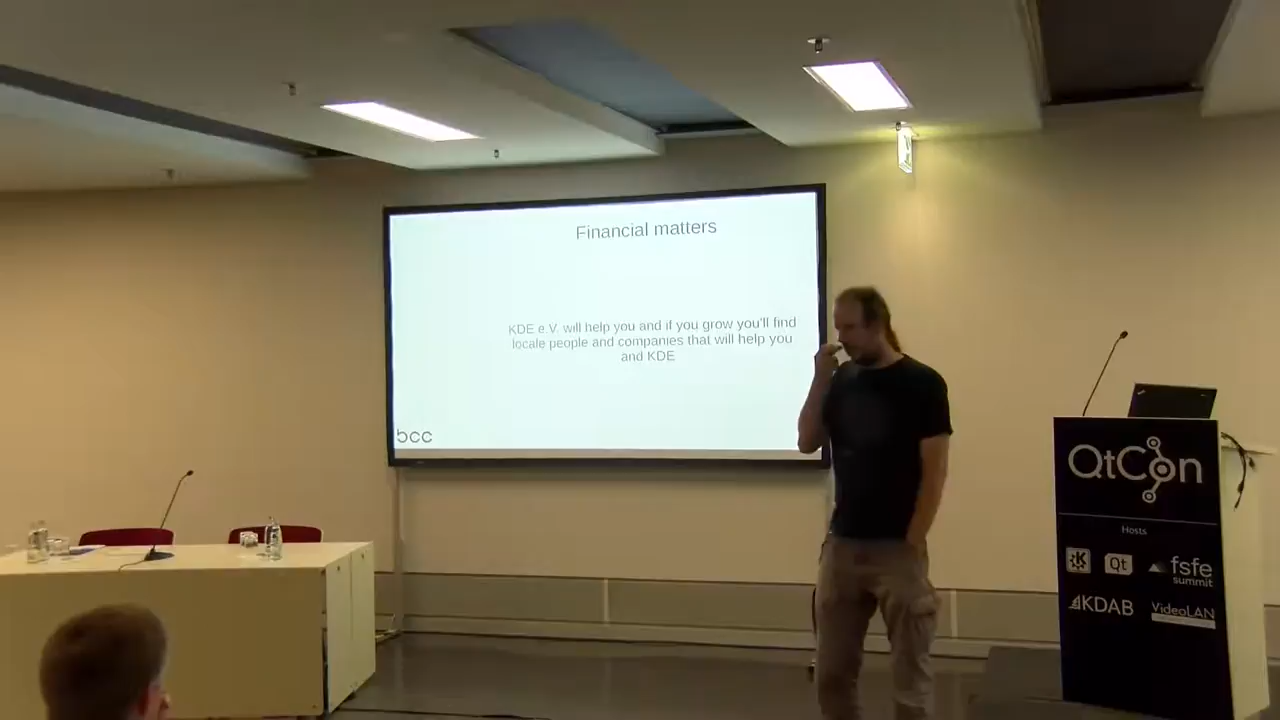 Financial matters
KDE e.V. will help you and if you grow you'll find
locale people and companies that will help you
and KDE
bcc
QtCon
Hosts
K
Qt
fsfe
summit
KDAB
VideoLAN